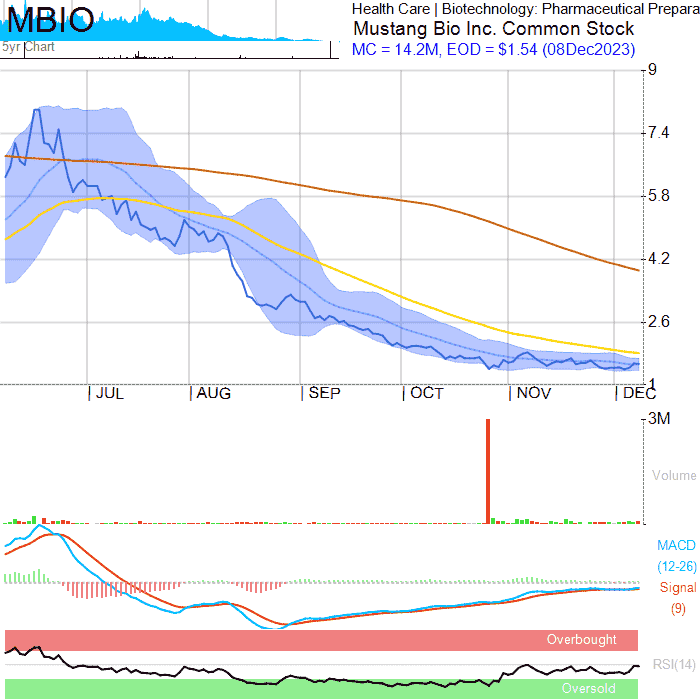 MBIO
5yr Chart
Health Care | Biotechnology: Pharmaceutical Prepara
Mustang Bio Inc. Common Stock
MC = 14.2M, EOD = $1.54 (08Dec2023)
9
7.4
5.8
4.2
2.6
1
JUL AUG SEP OCT NOV DEC
3M
Volume
MACD
(12-26)
Signal
(9)
Overbought
RSI(14)
Oversold